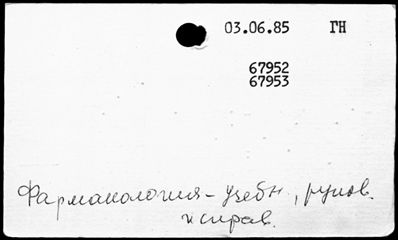 03.06.85 ГН
67952
67953
Фармакология - учебн., руков.
и справ.